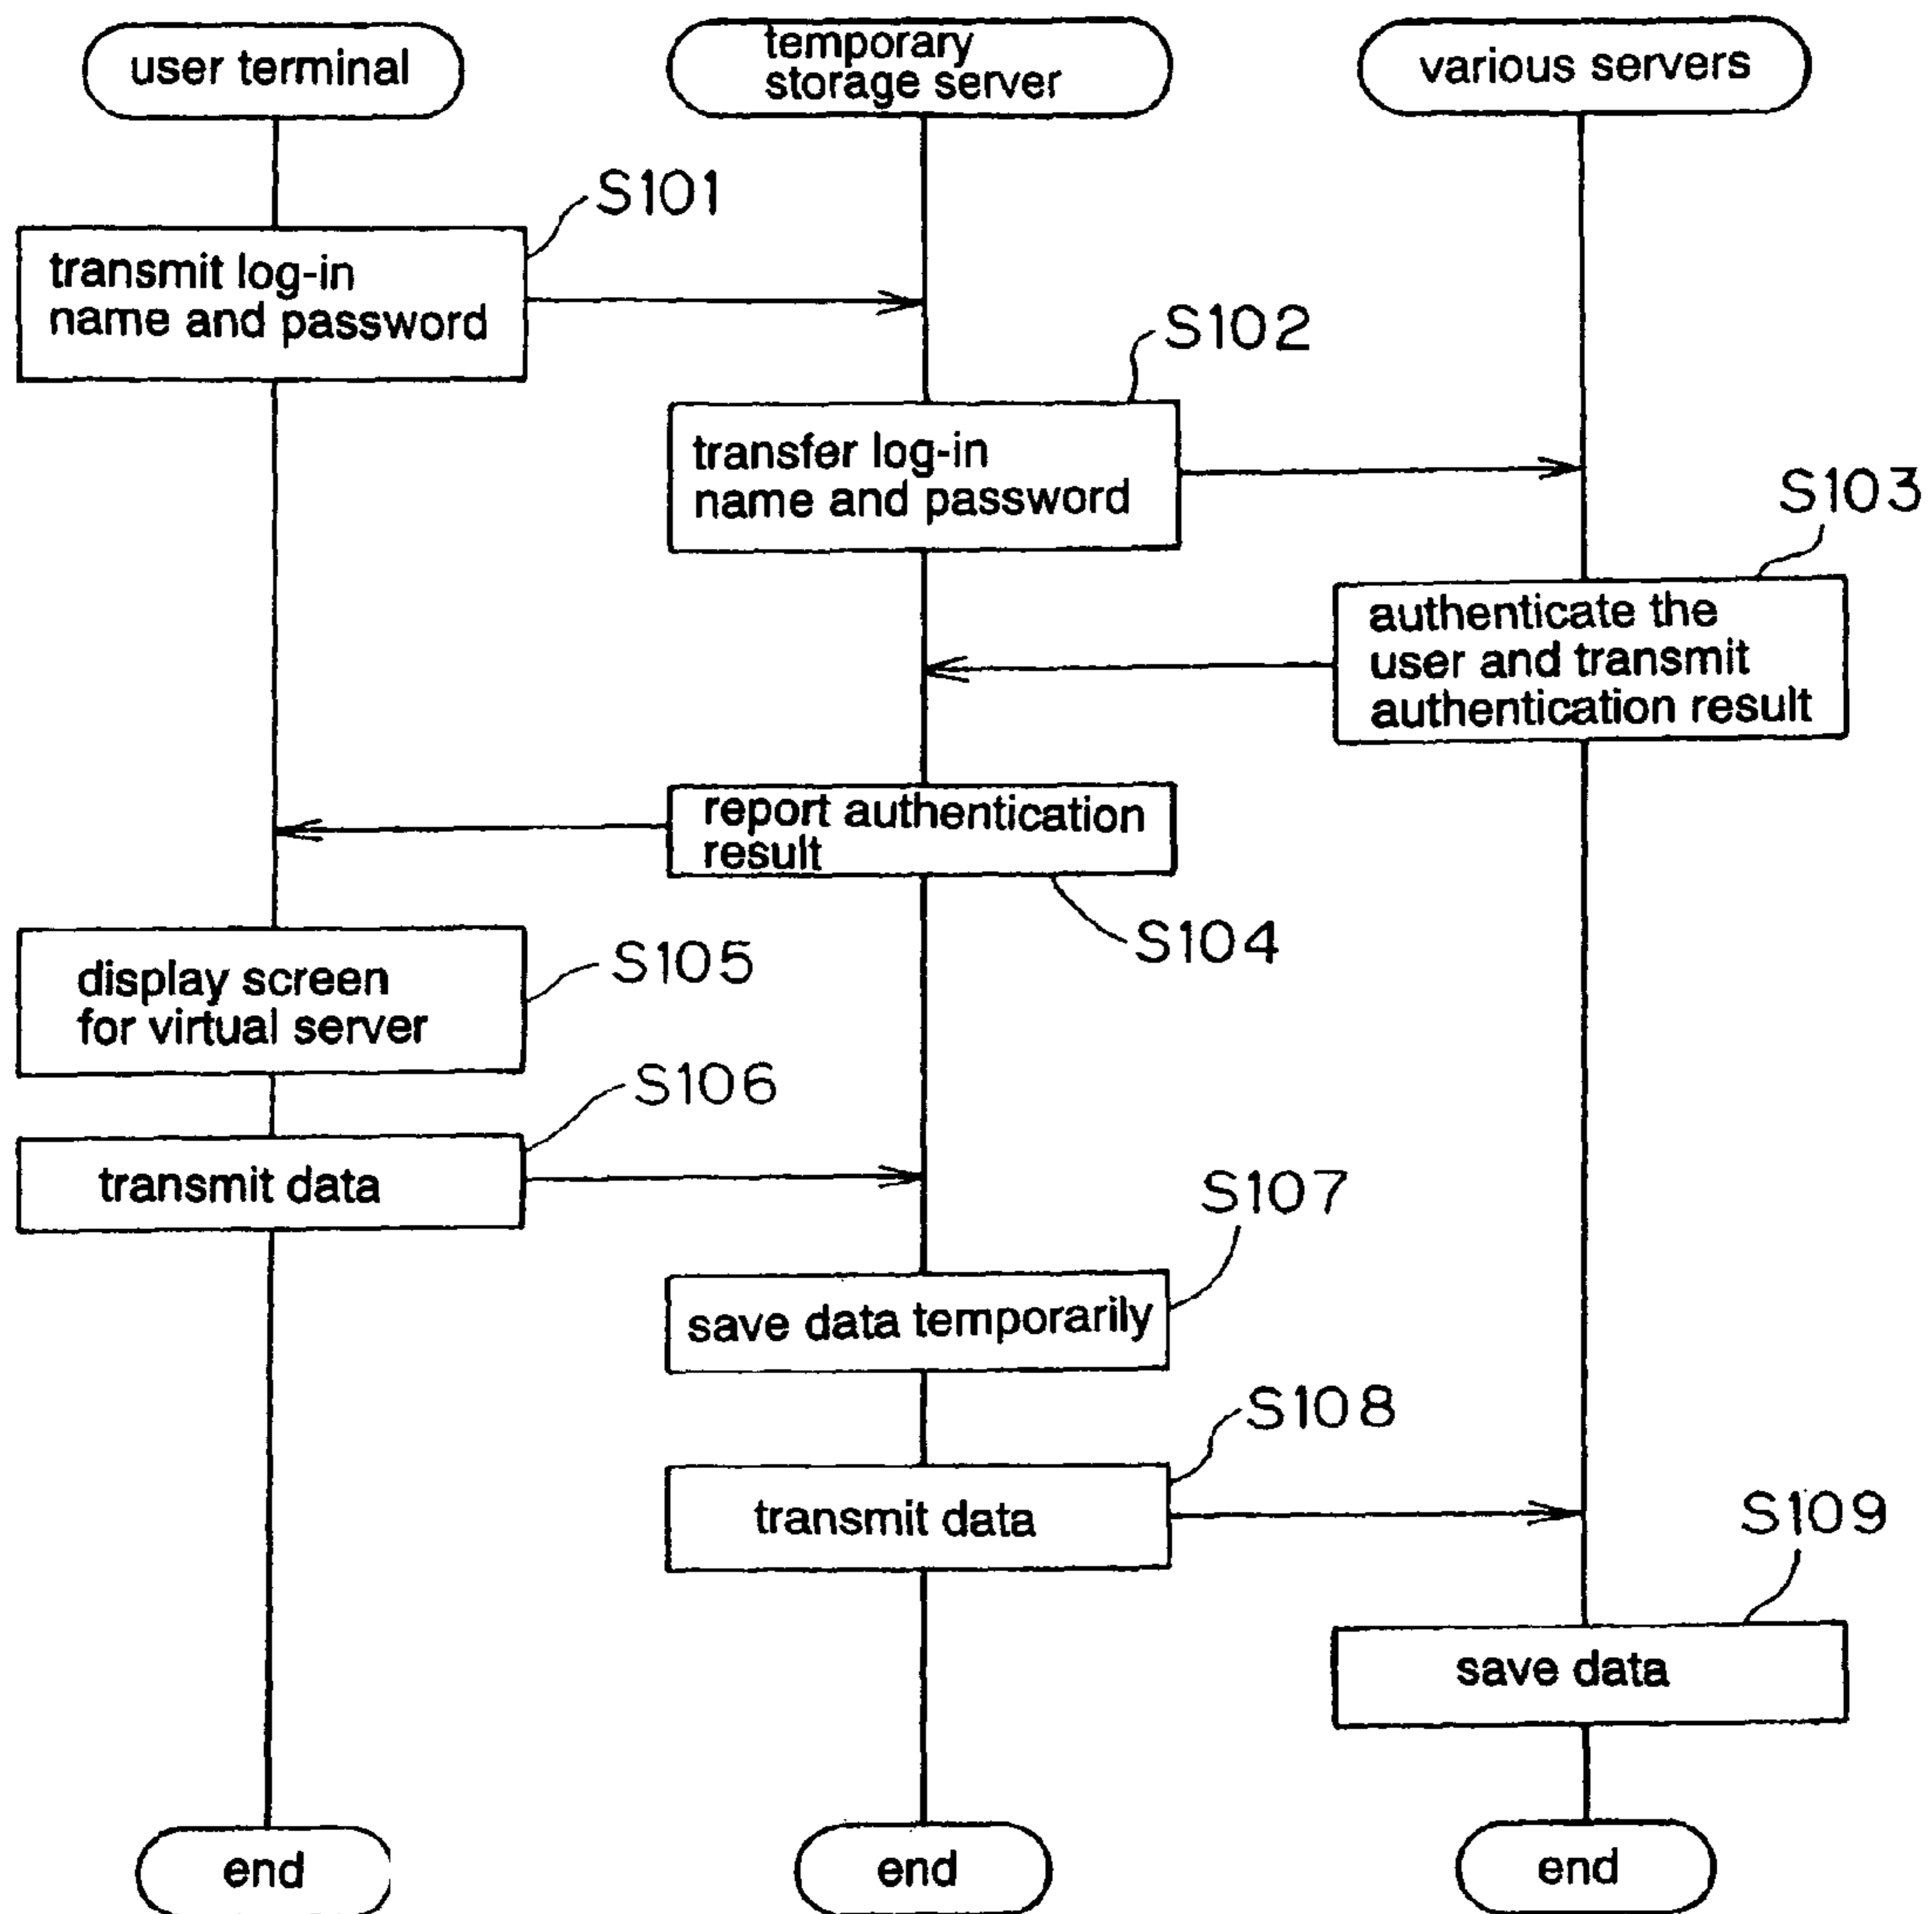 user terminal
temporary
storage server
various servers
S101
transmit log-in
name and password
S102
transfer log-in
name and password
S103
authenticate the
user and transmit
authentication result
report authentication
result
S104
display screen
for virtual server
S105
S106
transmit data
S107
save data temporarily
S108
transmit data
S109
save data
end
end
end